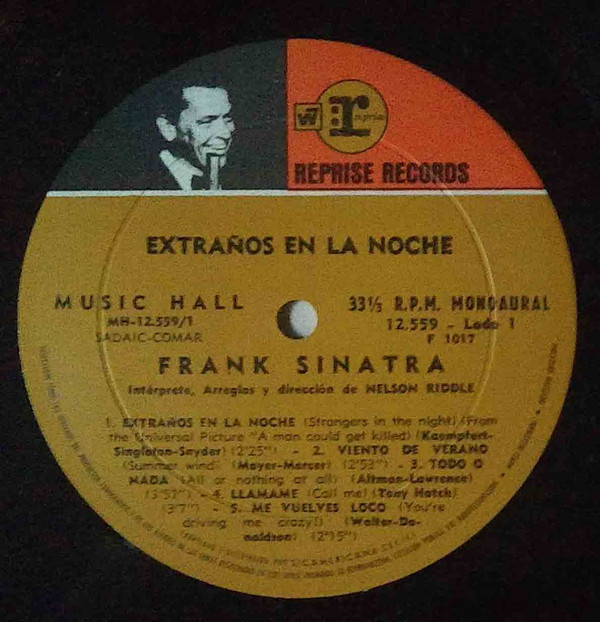 W7
r
reprise
REPRISE RECORDS
EXTRAÑOS EN LA NOCHE
MUSIC HALL
MH-12.559/1
SADAIC-COMAR
33⅓ R.P.M. MONOAURAL
12.559 - Lado 1
F 1017
FRANK SINATRA
Intérprete, Arreglos y dirección de NELSON RIDDLE
1. EXTRAÑOS EN LA NOCHE (Strangers in the night) (From
the Universal Picture "A man could get killed) (Kaempfert-
Singleton-Snyder) (2'25") - 2. VIENTO DE VERANO
(Summer wind) (Mayer-Mercer) (2'53") - 3. TODO O
NADA (All or nothing at all) (Altman-Lawrence)
(3'57") - 4. LLAMAME (Call me) (Tony Hatch)
(3'7") - 5. ME VUELVES LOCO (You're
driving me crazy!) (Walter-Do-
naldson) (2'15")